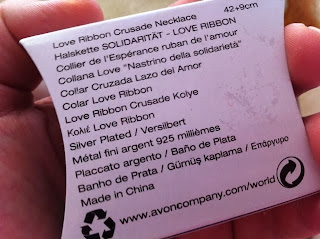 Love Ribbon Crusade Necklace 42+9cm
Halskette SOLIDARITÄT - LOVE RIBBON
Collier de l'Espérance ruban de l'amour
Collana Love "Nastrino della solidarietà"
Collar Cruzada Lazo del Amor
Colar Love Ribbon
Love Ribbon Crusade Kolye
Κολιέ Love Ribbon
Silver Plated / Versilbert
Métal fini argent 925 millièmes
Placcato argento / Baño de Plata
Banho de Prata / Gümüş kaplama / Επάργυρο
Made in China
www.avoncompany.com/world